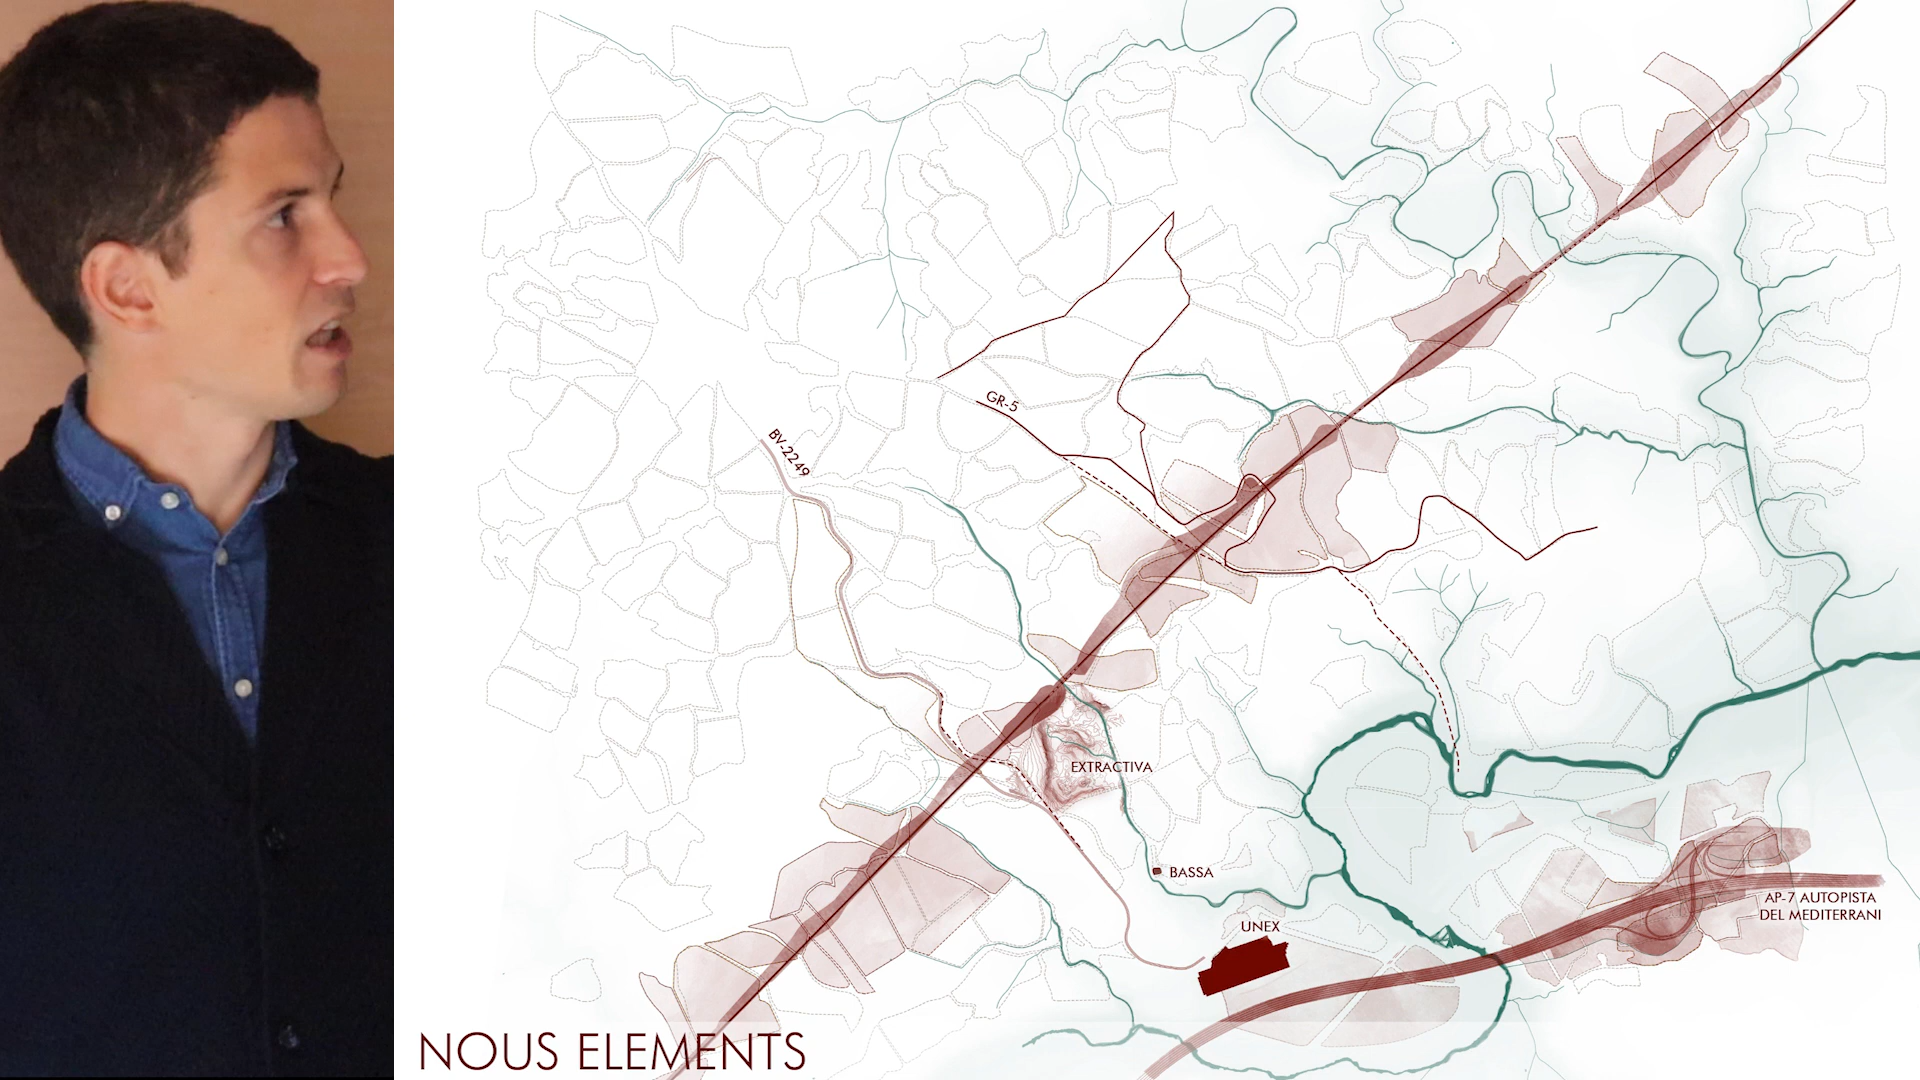 GR-5
BV-2249
EXTRACTIVA
BASSA
UNEX
AP-7 AUTOPISTA
DEL MEDITERRANI
NOUS ELEMENTS